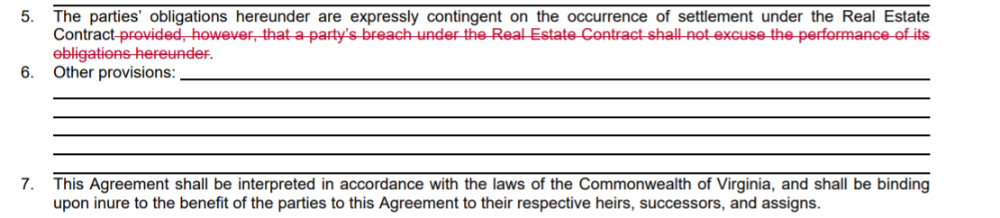 5. The parties' obligations hereunder are expressly contingent on the occurrence of settlement under the Real Estate
Contract provided, however, that a party's breach under the Real Estate Contract shall not excuse the performance of its
obligations hereunder.
6. Other provisions:
7. This Agreement shall be interpreted in accordance with the laws of the Commonwealth of Virginia, and shall be binding
upon inure to the benefit of the parties to this Agreement to their respective heirs, successors, and assigns.